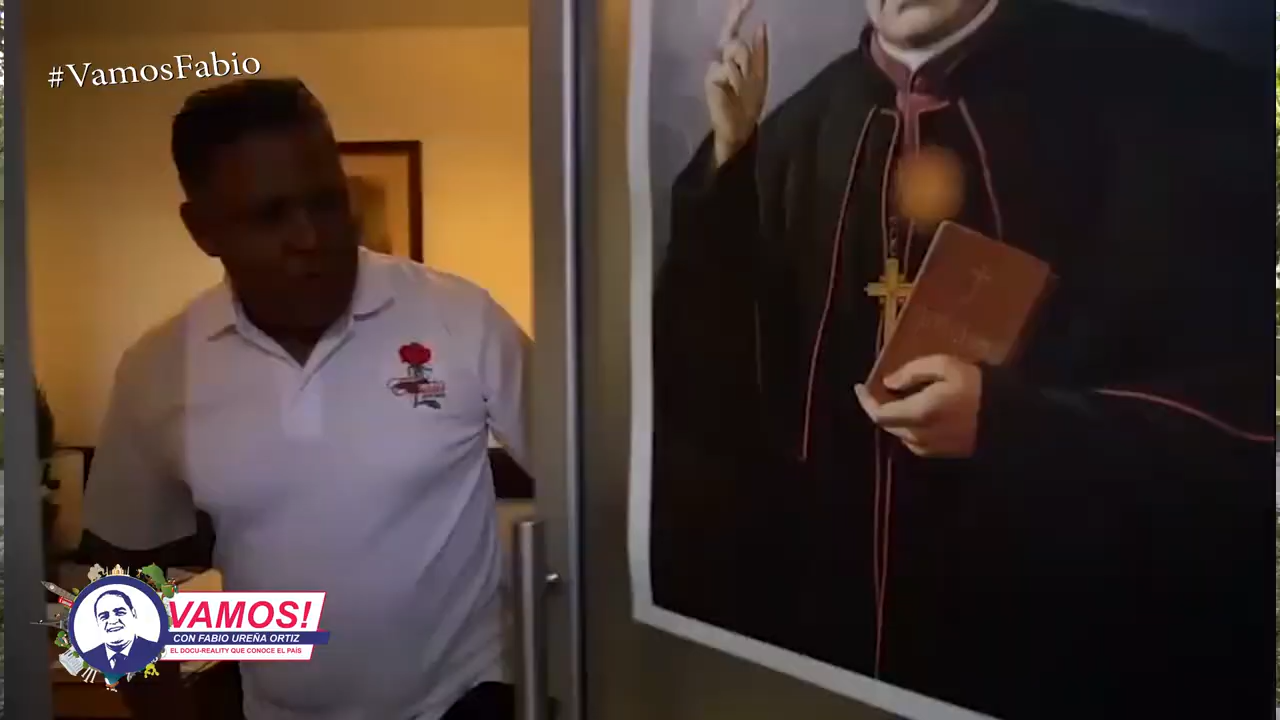 #VamosFabio
VAMOS!
CON FABIO UREÑA ORTIZ
EL DOCU-REALITY QUE CONOCE EL PAÍS